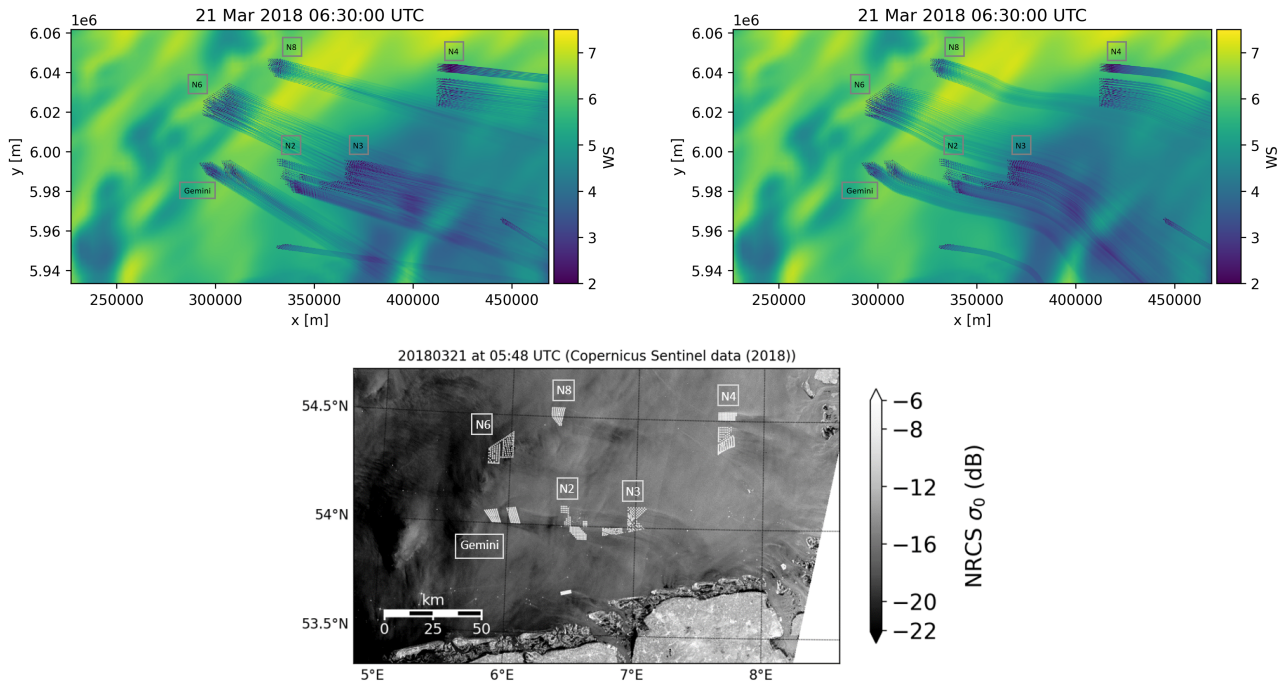 21 Mar 2018 06:30:00 UTC
1e6
6.06
6.04
6.02
6.00
5.98
5.96
5.94
y [m]
N8
N4
N6
N2
N3
Gemini
250000 300000 350000 400000 450000
x [m]
7
6
5
4
3
2
WS
21 Mar 2018 06:30:00 UTC
1e6
6.06
6.04
6.02
6.00
5.98
5.96
5.94
y [m]
N8
N4
N6
N2
N3
Gemini
250000 300000 350000 400000 450000
x [m]
7
6
5
4
3
2
WS
20180321 at 05:48 UTC (Copernicus Sentinel data (2018))
54.5°N
54°N
53.5°N
N8
N4
N6
N2
N3
Gemini
km
0 25 50
5°E 6°E 7°E 8°E
−6
−8
−12
−16
−20
−22
NRCS σ0 (dB)